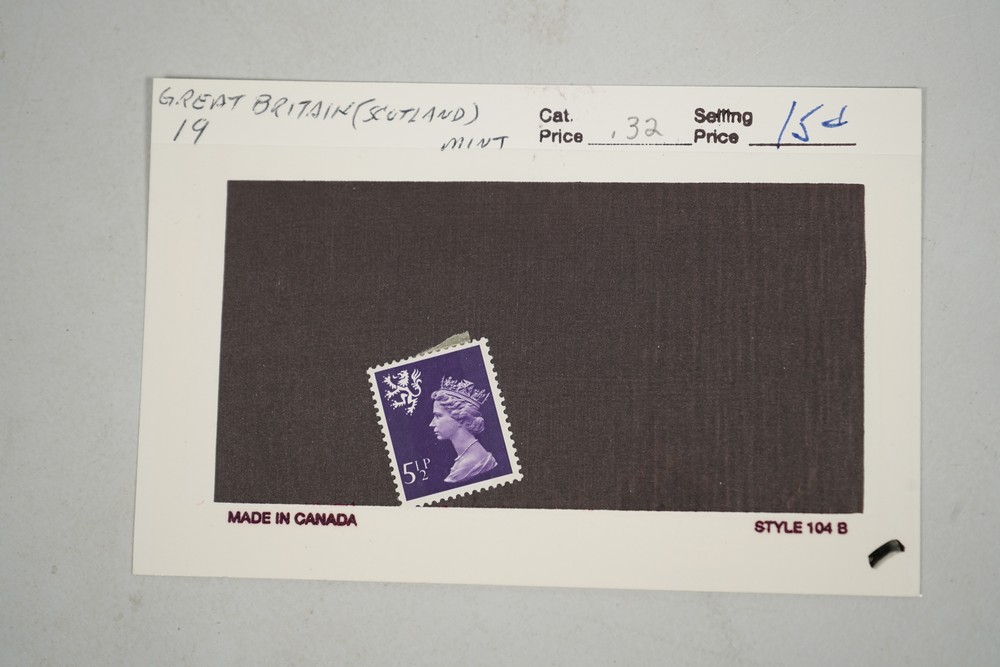 GREAT BRITAIN (SCOTLAND)
19
MINT
Cat. Price .32
Selling Price 15¢
5½P
MADE IN CANADA
STYLE 104 B